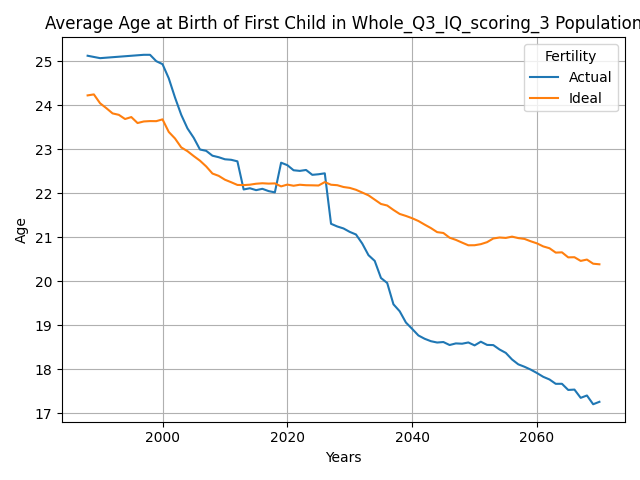 Average Age at Birth of First Child in Whole_Q3_IQ_scoring_3 Population
Fertility
Actual
Ideal
25
24
23
22
21
20
19
18
17
Age
2000
2020
2040
2060
Years